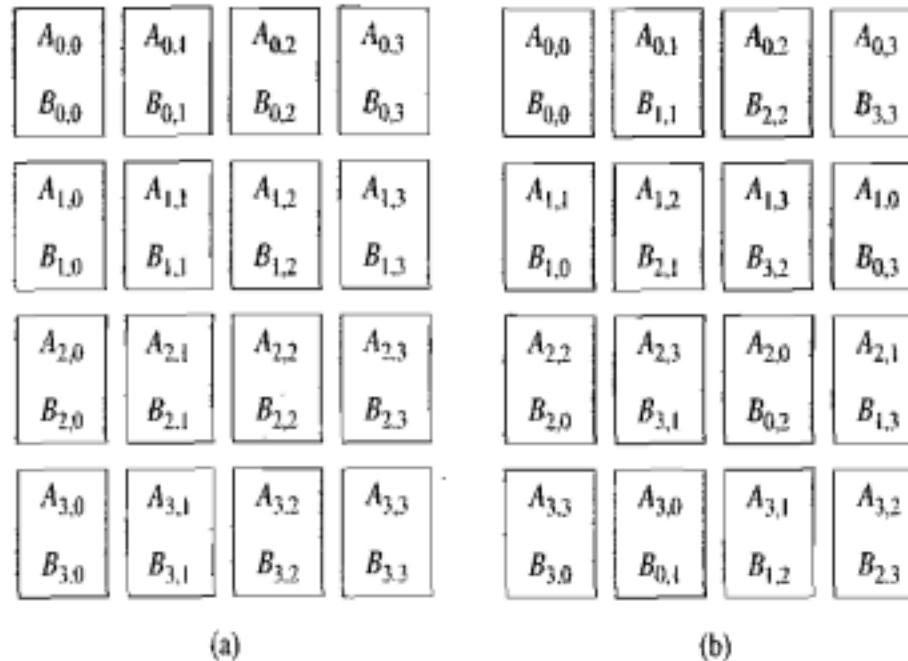 A0,0 A0,1 A0,2 A0,3 A0,0 A0,1 A0,2 A0,3
B0,0 B0,1 B0,2 B0,3 B0,0 B1,1 B2,2 B3,3
A1,0 A1,1 A1,2 A1,3 A1,1 A1,2 A1,3 A1,0
B1,0 B1,1 B1,2 B1,3 B1,0 B2,1 B3,2 B0,3
A2,0 A2,1 A2,2 A2,3 A2,2 A2,3 A2,0 A2,1
B2,0 B2,1 B2,2 B2,3 B2,0 B3,1 B0,2 B1,3
A3,0 A3,1 A3,2 A3,3 A3,3 A3,0 A3,1 A3,2
B3,0 B3,1 B3,2 B3,3 B3,0 B0,1 B1,2 B2,3
(a) (b)